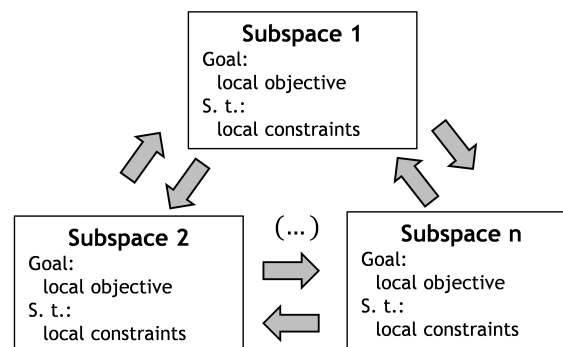 Subspace 1
Goal:
local objective
S. t.:
local constraints
(...)
Subspace 2
Goal:
local objective
S. t.:
local constraints
Subspace n
Goal:
local objective
S. t.:
local constraints